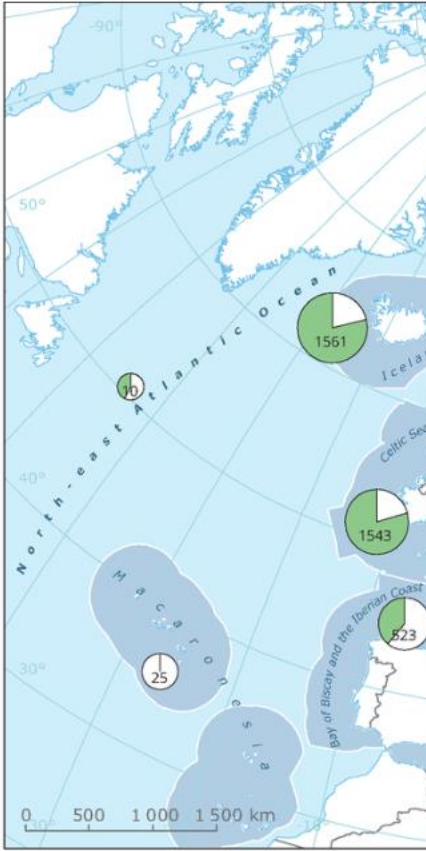 -90°
50°
North-east Atlantic Ocean
1561
Icela
10
Celtic Sea
40°
1543
Macaronesia
Bay of Biscay and the Iberian Coast
523
30°
25
0 500 1 000 1 500 km